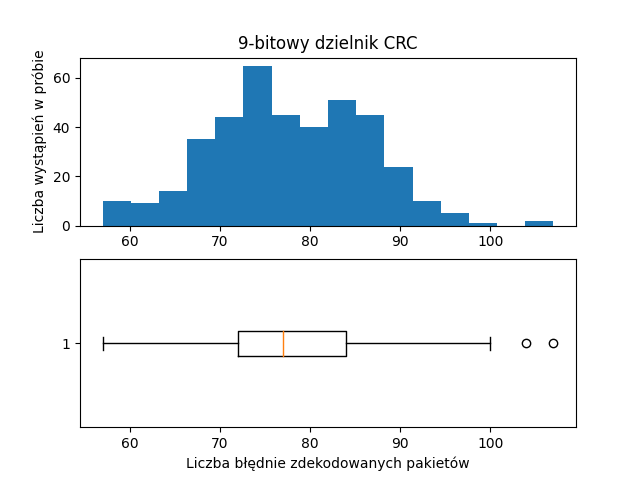 9-bitowy dzielnik CRC
Liczba wystąpień w próbie
60
40
20
0
60 70 80 90 100
1
60 70 80 90 100
Liczba błędnie zdekodowanych pakietów